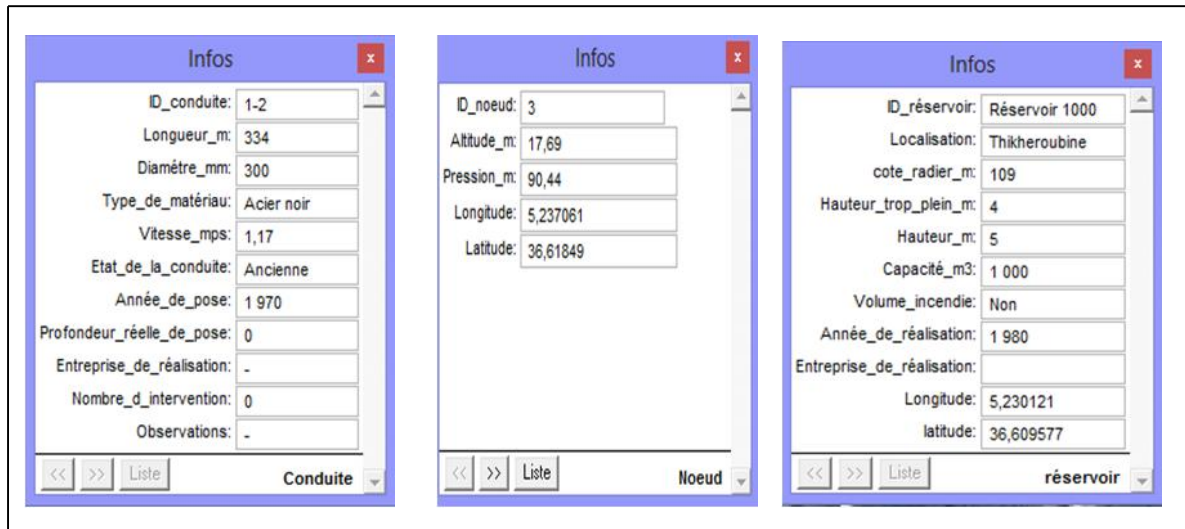 Infos
x
ID_conduite: 1-2
Longueur_m: 334
Diamétre_mm: 300
Type_de_matériau: Acier noir
Vitesse_mps: 1,17
Etat_de_la_conduite: Ancienne
Année_de_pose: 1 970
Profondeur_réelle_de_pose: 0
Entreprise_de_réalisation: -
Nombre_d_intervention: 0
Observations: -
<< >> Liste Conduite
Infos
x
ID_noeud: 3
Altitude_m: 17,69
Pression_m: 90,44
Longitude: 5,237061
Latitude: 36,61849
<< >> Liste Noeud
Infos
x
ID_réservoir: Réservoir 1000
Localisation: Thikheroubine
cote_radier_m: 109
Hauteur_trop_plein_m: 4
Hauteur_m: 5
Capacité_m3: 1 000
Volume_incendie: Non
Année_de_réalisation: 1 980
Entreprise_de_réalisation:
Longitude: 5,230121
latitude: 36,609577
<< >> Liste réservoir